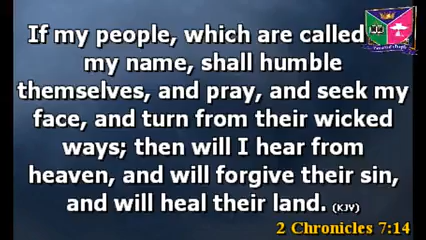 If my people, which are called
my name, shall humble
themselves, and pray, and seek my
face, and turn from their wicked
ways; then will I hear from
heaven, and will forgive their sin,
and will heal their land. (KJV)
2 Chronicles 7:14